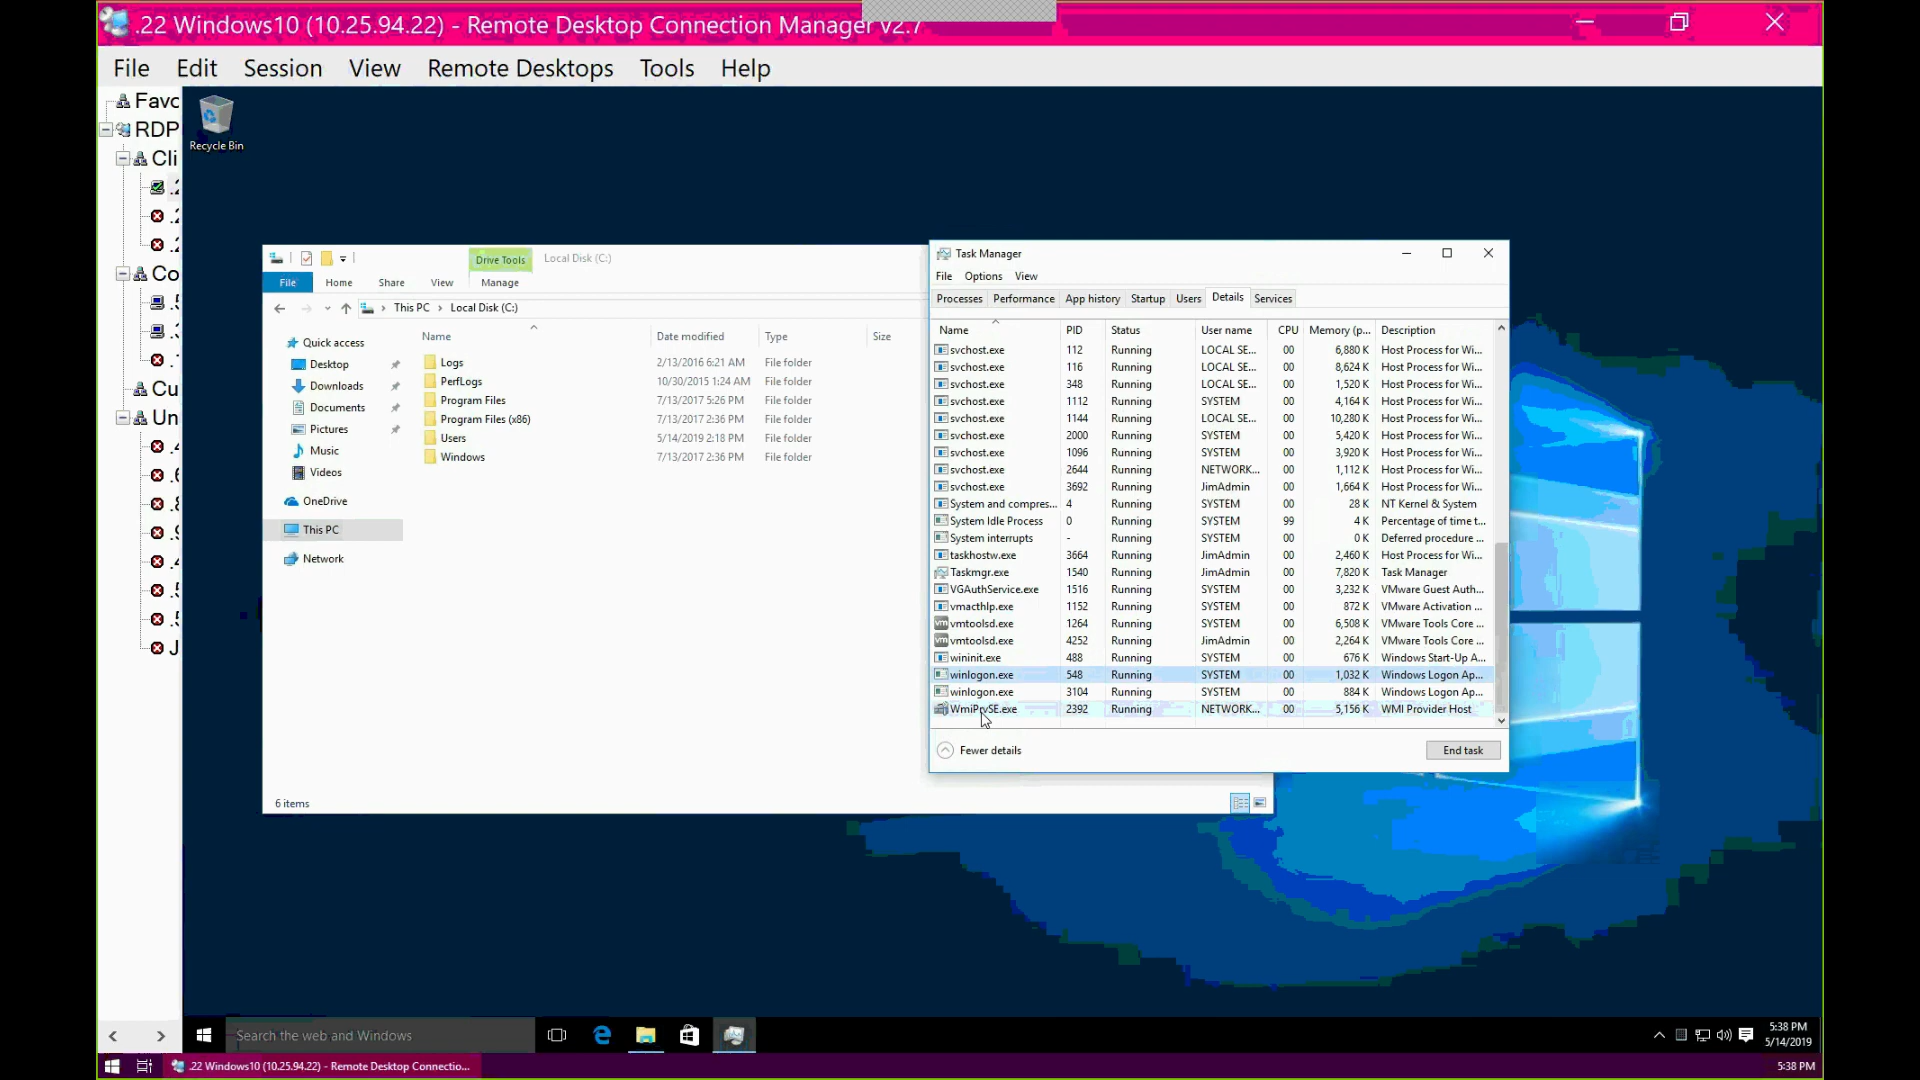 .22 Windows10 (10.25.94.22) - Remote Desktop Connection Manager v2.7
File Edit Session View Remote Desktops Tools Help
Favo
RDP
Cli
.2
.2
.2
Co
.5
.3
.7
Cu
Un
.4
.6
.8
.9
.4
.5
.5
J
Recycle Bin
Drive Tools Local Disk (C:)
File Home Share View Manage
This PC › Local Disk (C:)
Name Date modified Type Size
Quick access
Desktop
Downloads
Documents
Pictures
Music
Videos
OneDrive
This PC
Network
Logs 2/13/2016 6:21 AM File folder
PerfLogs 10/30/2015 1:24 AM File folder
Program Files 7/13/2017 5:26 PM File folder
Program Files (x86) 7/13/2017 2:36 PM File folder
Users 5/14/2019 2:18 PM File folder
Windows 7/13/2017 2:36 PM File folder
6 items
Task Manager
File Options View
Processes Performance App history Startup Users Details Services
Name PID Status User name CPU Memory (p... Description
svchost.exe 112 Running LOCAL SE... 00 6,880 K Host Process for Wi...
svchost.exe 116 Running LOCAL SE... 00 8,624 K Host Process for Wi...
svchost.exe 348 Running LOCAL SE... 00 1,520 K Host Process for Wi...
svchost.exe 1112 Running SYSTEM 00 4,164 K Host Process for Wi...
svchost.exe 1144 Running LOCAL SE... 00 10,280 K Host Process for Wi...
svchost.exe 2000 Running SYSTEM 00 5,420 K Host Process for Wi...
svchost.exe 1096 Running SYSTEM 00 3,920 K Host Process for Wi...
svchost.exe 2644 Running NETWORK... 00 1,112 K Host Process for Wi...
svchost.exe 3692 Running JimAdmin 00 1,664 K Host Process for Wi...
System and compres... 4 Running SYSTEM 00 28 K NT Kernel & System
System Idle Process 0 Running SYSTEM 99 4 K Percentage of time t...
System interrupts - Running SYSTEM 00 0 K Deferred procedure ...
taskhostw.exe 3664 Running JimAdmin 00 2,460 K Host Process for Wi...
Taskmgr.exe 1540 Running JimAdmin 00 7,820 K Task Manager
VGAuthService.exe 1516 Running SYSTEM 00 3,232 K VMware Guest Auth...
vmacthlp.exe 1152 Running SYSTEM 00 872 K VMware Activation ...
vmtoolsd.exe 1264 Running SYSTEM 00 6,508 K VMware Tools Core ...
vmtoolsd.exe 4252 Running JimAdmin 00 2,264 K VMware Tools Core ...
wininit.exe 488 Running SYSTEM 00 676 K Windows Start-Up A...
winlogon.exe 548 Running SYSTEM 00 1,032 K Windows Logon Ap...
winlogon.exe 3104 Running SYSTEM 00 884 K Windows Logon Ap...
WmiPrvSE.exe 2392 Running NETWORK... 00 5,156 K WMI Provider Host
Fewer details End task
Search the web and Windows
5:38 PM
5/14/2019
.22 Windows10 (10.25.94.22) - Remote Desktop Connectio...
5:38 PM